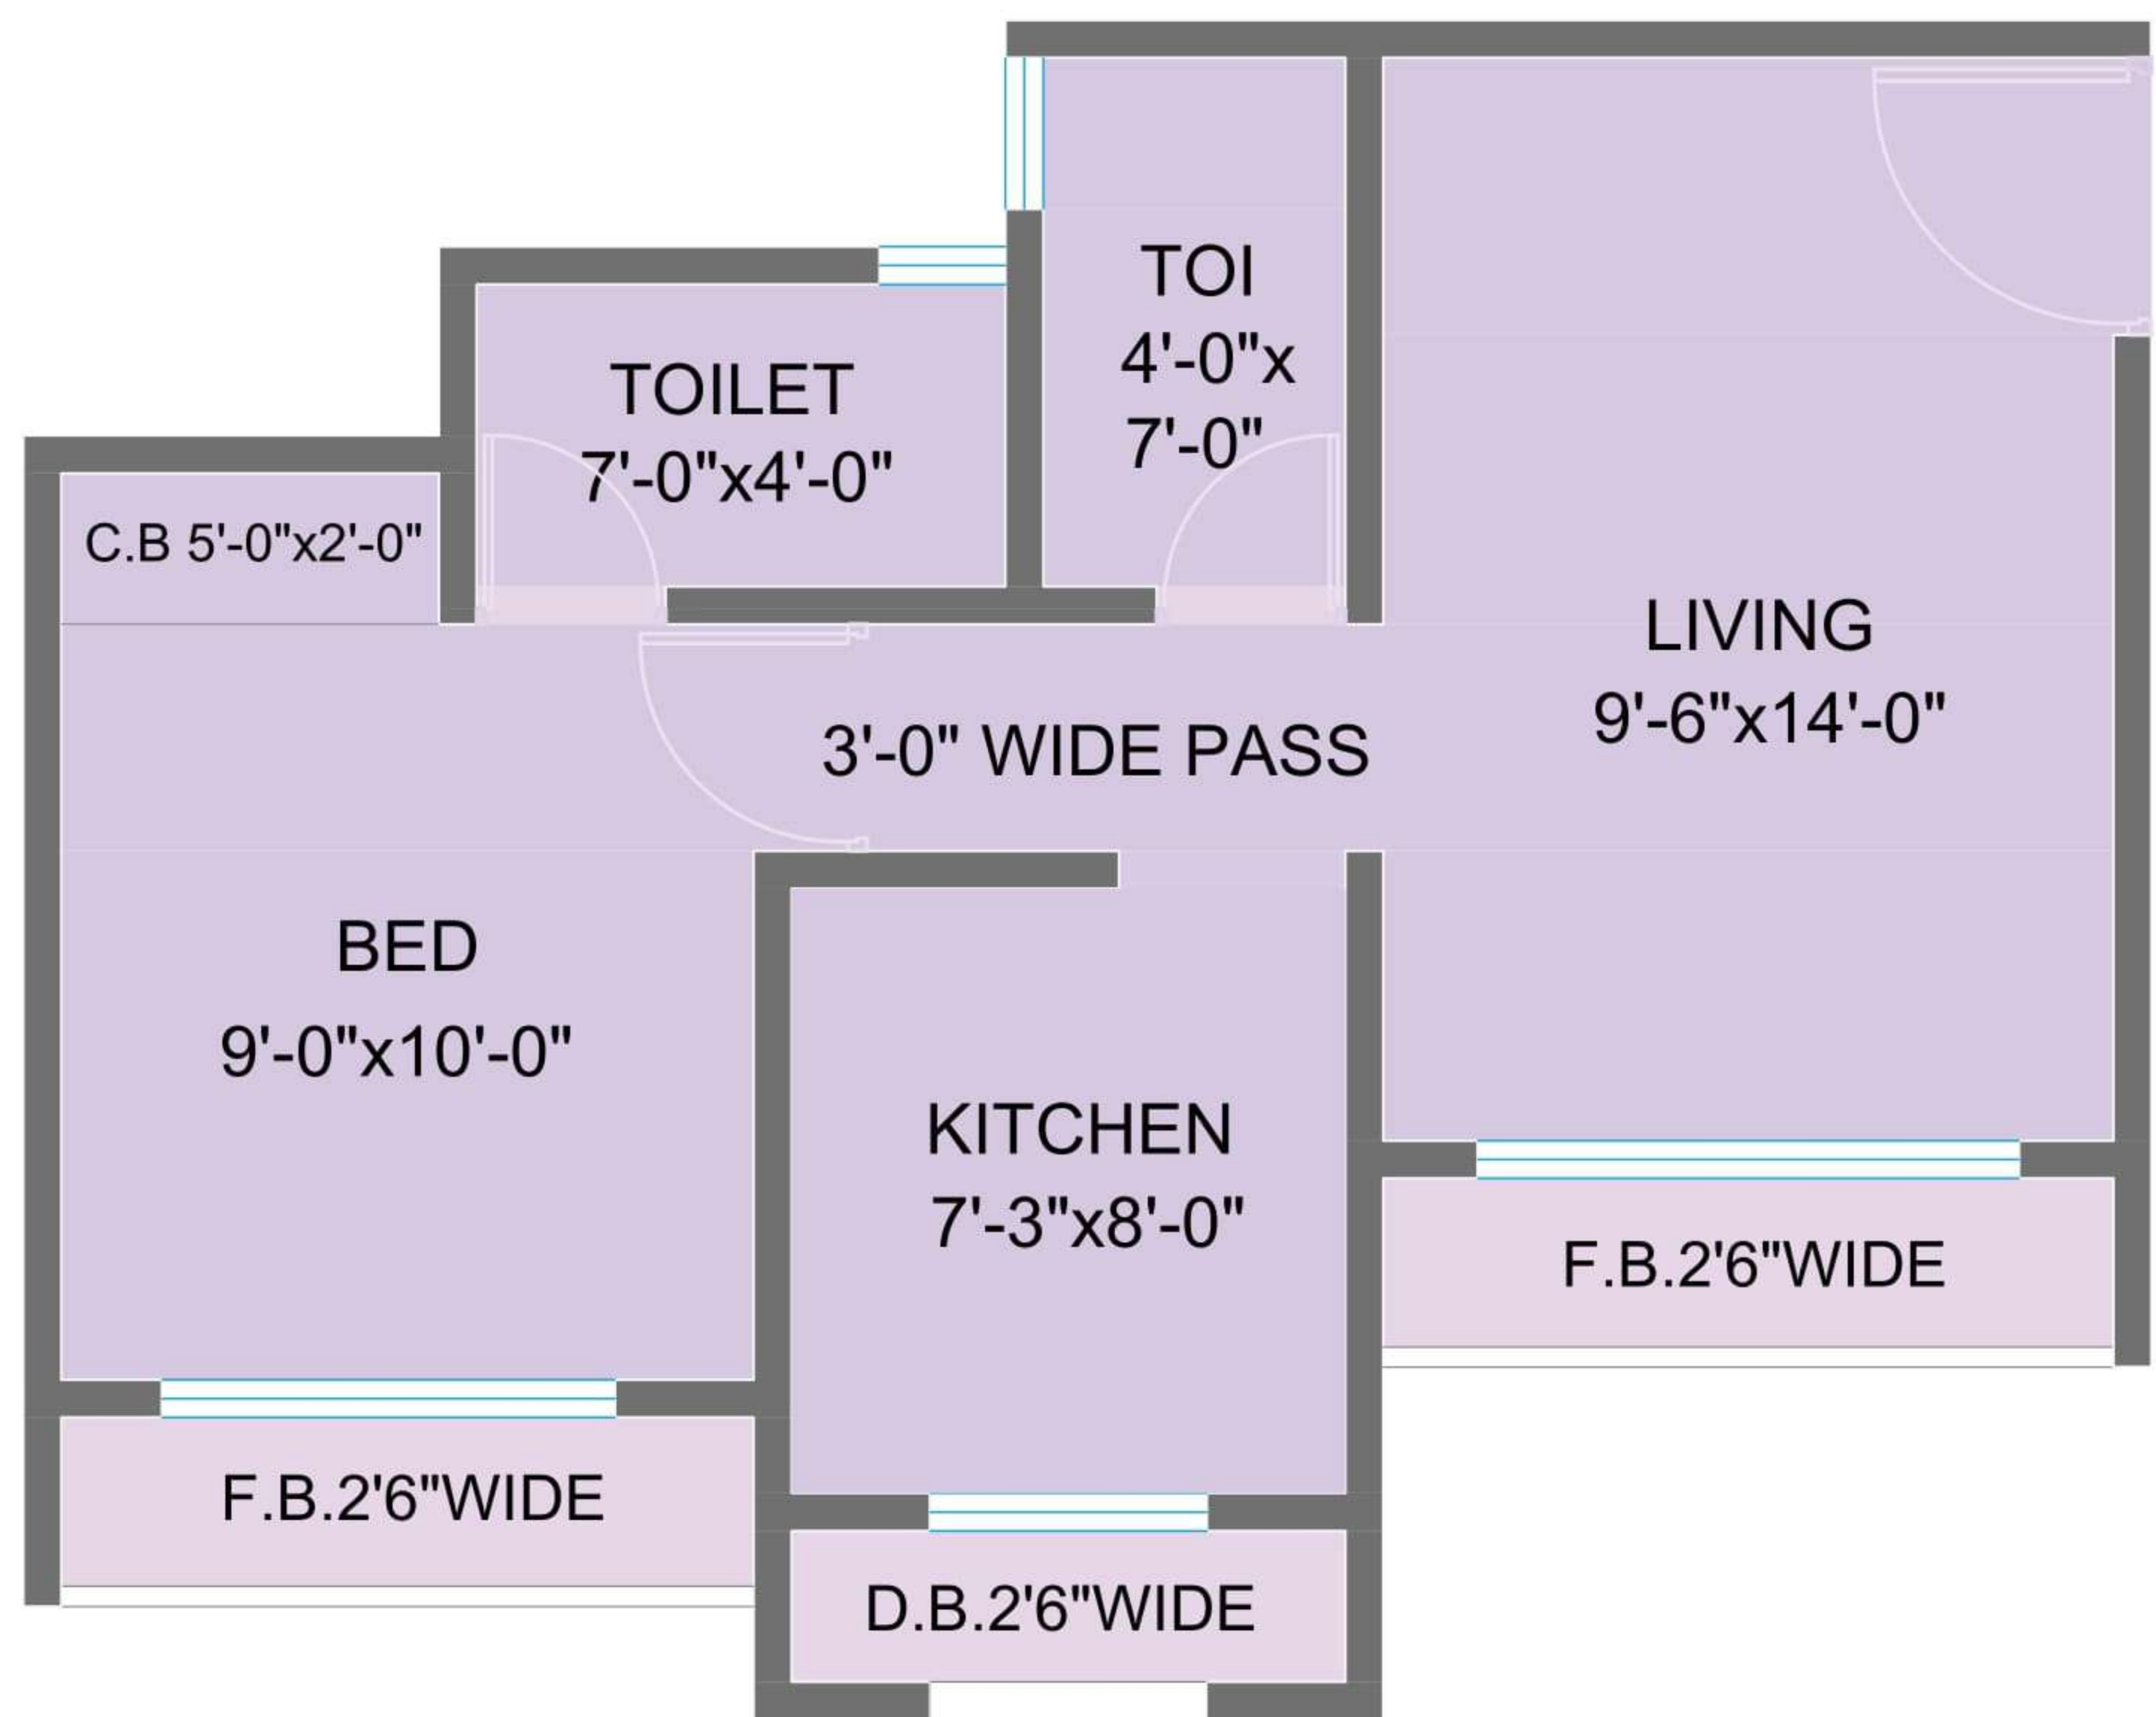 TOI
4'-0"x
7'-0"
TOILET
7'-0"x4'-0"
C.B 5'-0"x2'-0"
LIVING
9'-6"x14'-0"
3'-0" WIDE PASS
BED
9'-0"x10'-0"
KITCHEN
7'-3"x8'-0"
F.B.2'6"WIDE
F.B.2'6"WIDE
D.B.2'6"WIDE